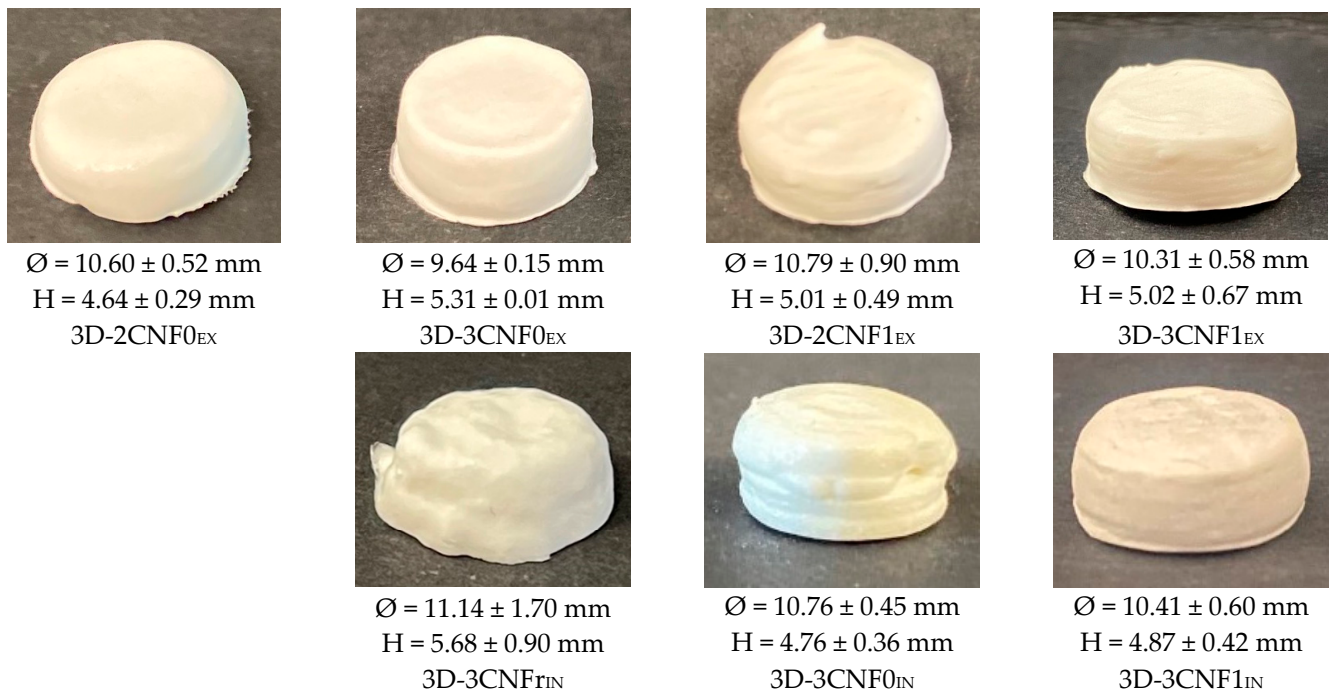 Ø = 10.60 ± 0.52 mm
H = 4.64 ± 0.29 mm
3D-2CNF0EX
Ø = 9.64 ± 0.15 mm
H = 5.31 ± 0.01 mm
3D-3CNF0EX
Ø = 10.79 ± 0.90 mm
H = 5.01 ± 0.49 mm
3D-2CNF1EX
Ø = 10.31 ± 0.58 mm
H = 5.02 ± 0.67 mm
3D-3CNF1EX
Ø = 11.14 ± 1.70 mm
H = 5.68 ± 0.90 mm
3D-3CNFrIN
Ø = 10.76 ± 0.45 mm
H = 4.76 ± 0.36 mm
3D-3CNF0IN
Ø = 10.41 ± 0.60 mm
H = 4.87 ± 0.42 mm
3D-3CNF1IN